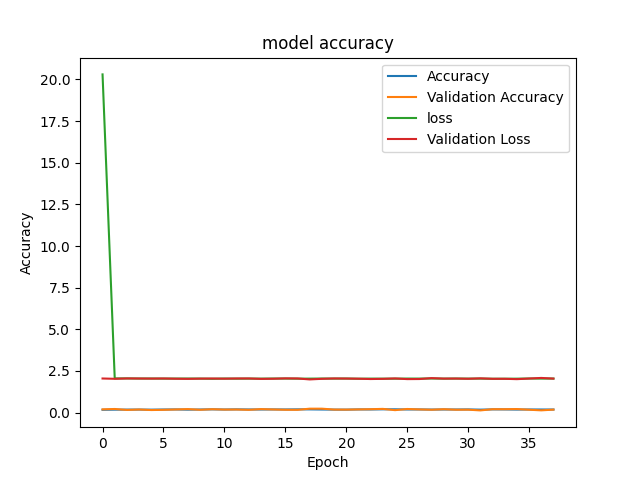 model accuracy
20.0
17.5
15.0
12.5
10.0
7.5
5.0
2.5
0.0
Accuracy
Accuracy
Validation Accuracy
loss
Validation Loss
0 5 10 15 20 25 30 35
Epoch